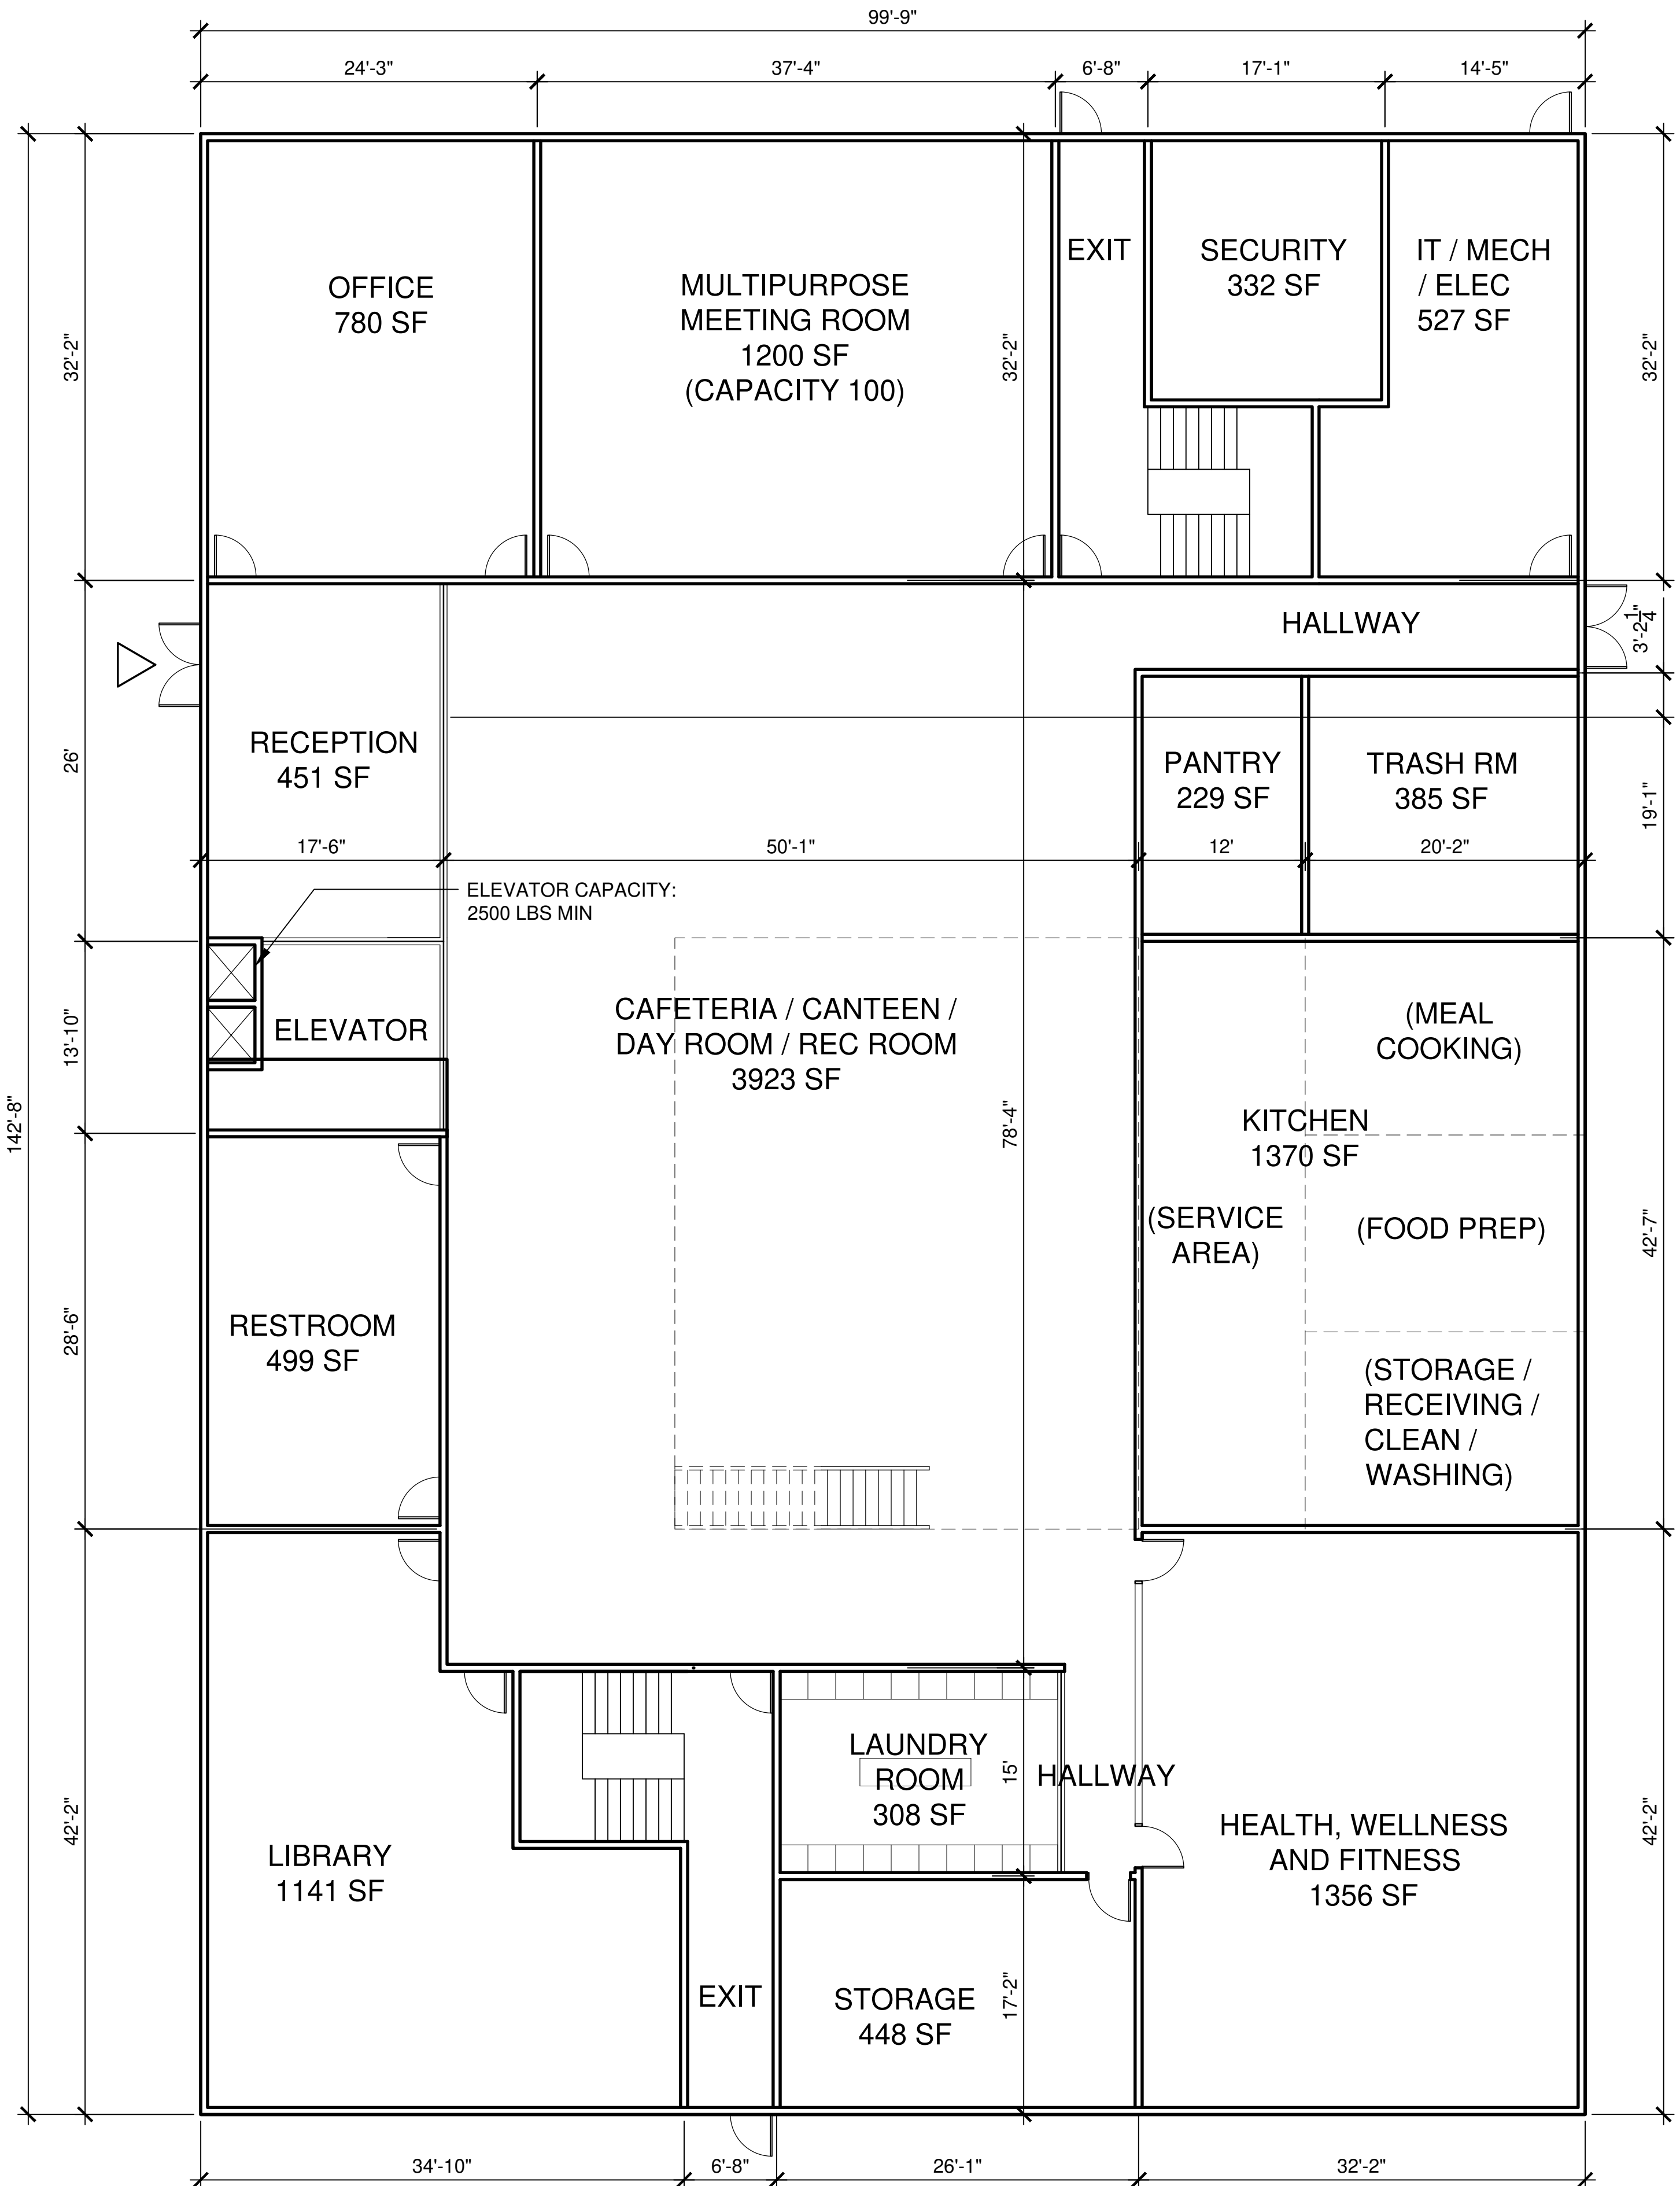 99'-9"
24'-3"
37'-4"
6'-8"
17'-1"
14'-5"
OFFICE
780 SF
MULTIPURPOSE
MEETING ROOM
1200 SF
(CAPACITY 100)
EXIT
SECURITY
332 SF
IT / MECH
/ ELEC
527 SF
32'-2"
32'-2"
32'-2"
HALLWAY
3'-2 1/4"
RECEPTION
451 SF
26'
PANTRY
229 SF
TRASH RM
385 SF
19'-1"
17'-6"
50'-1"
12'
20'-2"
ELEVATOR CAPACITY:
2500 LBS MIN
ELEVATOR
13'-10"
142'-8"
CAFETERIA / CANTEEN /
DAY ROOM / REC ROOM
3923 SF
78'-4"
(MEAL
COOKING)
KITCHEN
1370 SF
(SERVICE
AREA)
(FOOD PREP)
42'-7"
RESTROOM
499 SF
28'-6"
(STORAGE /
RECEIVING /
CLEAN /
WASHING)
LAUNDRY
ROOM
308 SF
15'
HALLWAY
HEALTH, WELLNESS
AND FITNESS
1356 SF
42'-2"
LIBRARY
1141 SF
42'-2"
EXIT
STORAGE
448 SF
17'-2"
34'-10"
6'-8"
26'-1"
32'-2"